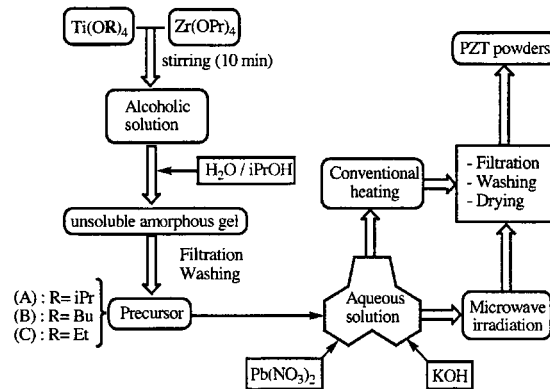 Ti(OR)4
Zr(OPr)4
stirring (10 min)
Alcoholic
solution
H2O / iPrOH
unsoluble amorphous gel
Filtration
Washing
(A) : R= iPr
(B) : R= Bu
(C) : R= Et
Precursor
Aqueous
solution
Pb(NO3)2
KOH
Conventional
heating
Microwave
irradiation
- Filtration
- Washing
- Drying
PZT powders